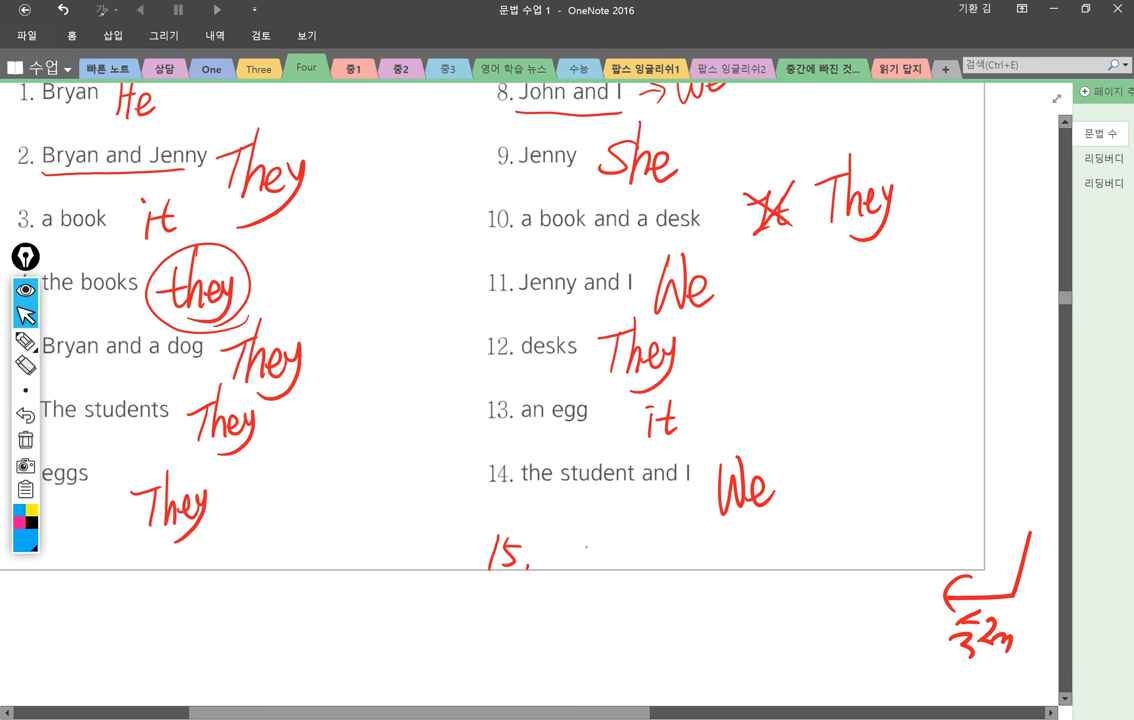 문법 수업 1 - OneNote 2016
기환 김
파일 홈 삽입 그리기 내역 검토 보기
수업 빠른 노트 상담 One Three Four 중1 중2 중3 영어 학습 뉴스 수능 팝스 잉글리쉬1 팝스 잉글리쉬2 중간에 빠진 것... 읽기 답지 +
검색(Ctrl+E)
페이지 추
문법 수
리딩버디
리딩버디
1. Bryan He
2. Bryan and Jenny They
3. a book it
the books they
Bryan and a dog They
The students They
eggs They
8. John and I → We
9. Jenny She
10. a book and a desk It They
11. Jenny and I We
12. desks They
13. an egg it
14. the student and I We
15.